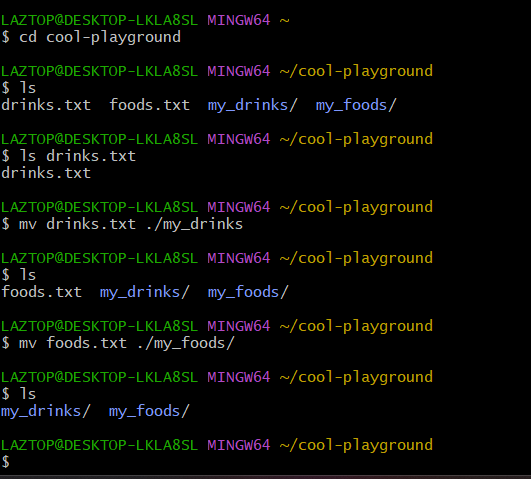 LAZTOP@DESKTOP-LKLA8SL MINGW64 ~
$ cd cool-playground
LAZTOP@DESKTOP-LKLA8SL MINGW64 ~/cool-playground
$ ls
drinks.txt  foods.txt  my_drinks/  my_foods/
LAZTOP@DESKTOP-LKLA8SL MINGW64 ~/cool-playground
$ ls drinks.txt
drinks.txt
LAZTOP@DESKTOP-LKLA8SL MINGW64 ~/cool-playground
$ mv drinks.txt ./my_drinks
LAZTOP@DESKTOP-LKLA8SL MINGW64 ~/cool-playground
$ ls
foods.txt  my_drinks/  my_foods/
LAZTOP@DESKTOP-LKLA8SL MINGW64 ~/cool-playground
$ mv foods.txt ./my_foods/
LAZTOP@DESKTOP-LKLA8SL MINGW64 ~/cool-playground
$ ls
my_drinks/  my_foods/
LAZTOP@DESKTOP-LKLA8SL MINGW64 ~/cool-playground
$